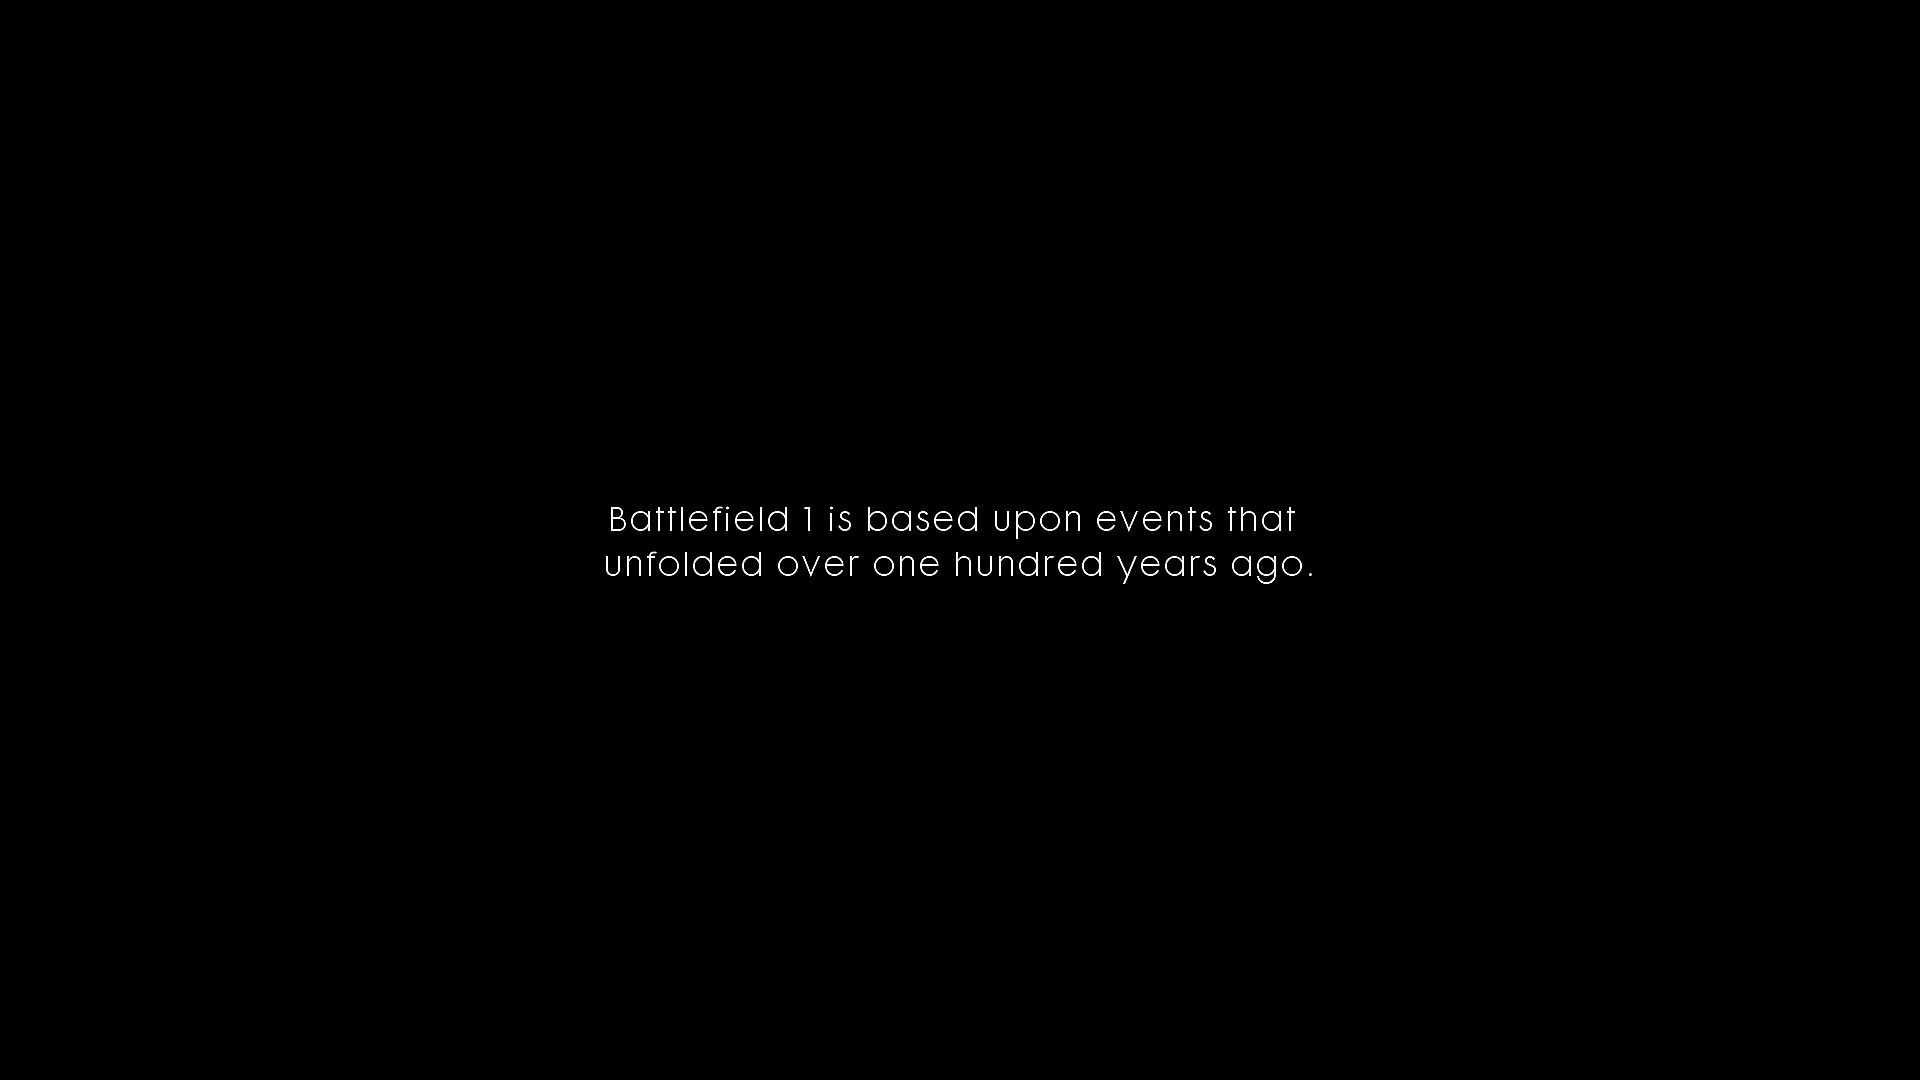 Battlefield 1 is based upon events that
unfolded over one hundred years ago.